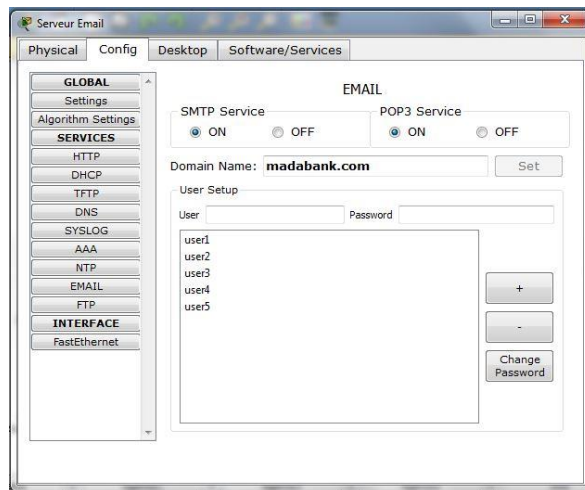 Serveur Email
Physical Config Desktop Software/Services
GLOBAL
Settings
Algorithm Settings
SERVICES
HTTP
DHCP
TFTP
DNS
SYSLOG
AAA
NTP
EMAIL
FTP
INTERFACE
FastEthernet
EMAIL
SMTP Service
ON OFF
POP3 Service
ON OFF
Domain Name: madabank.com Set
User Setup
User Password
user1
user2
user3
user4
user5
+
-
Change
Password